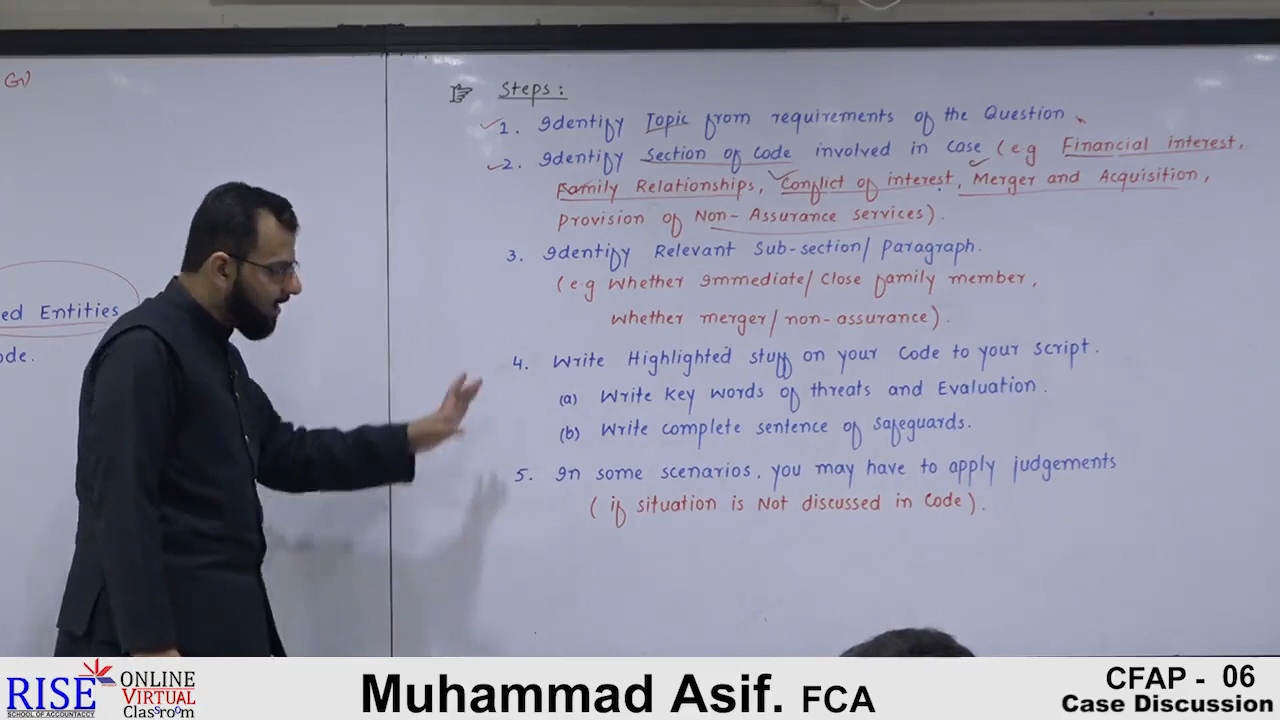 GV
ed Entities
ode.
Steps:
1. Identify Topic from requirements of the Question
2. Identify Section of Code involved in case (e.g Financial interest,
Family Relationships, Conflict of interest, Merger and Acquisition,
Provision of Non-Assurance services).
3. Identify Relevant Sub-section/Paragraph.
(e.g whether Immediate/Close family member,
whether merger/non-assurance).
4. Write Highlighted stuff on your Code to your script.
(a) Write key words of threats and Evaluation.
(b) Write complete sentence of safeguards.
5. In some scenarios, you may have to apply judgements
(if situation is Not discussed in Code).
RISE
SCHOOL OF ACCOUNTANCY
ONLINE
VIRTUAL
Classroom
Muhammad Asif. FCA
CFAP - 06
Case Discussion